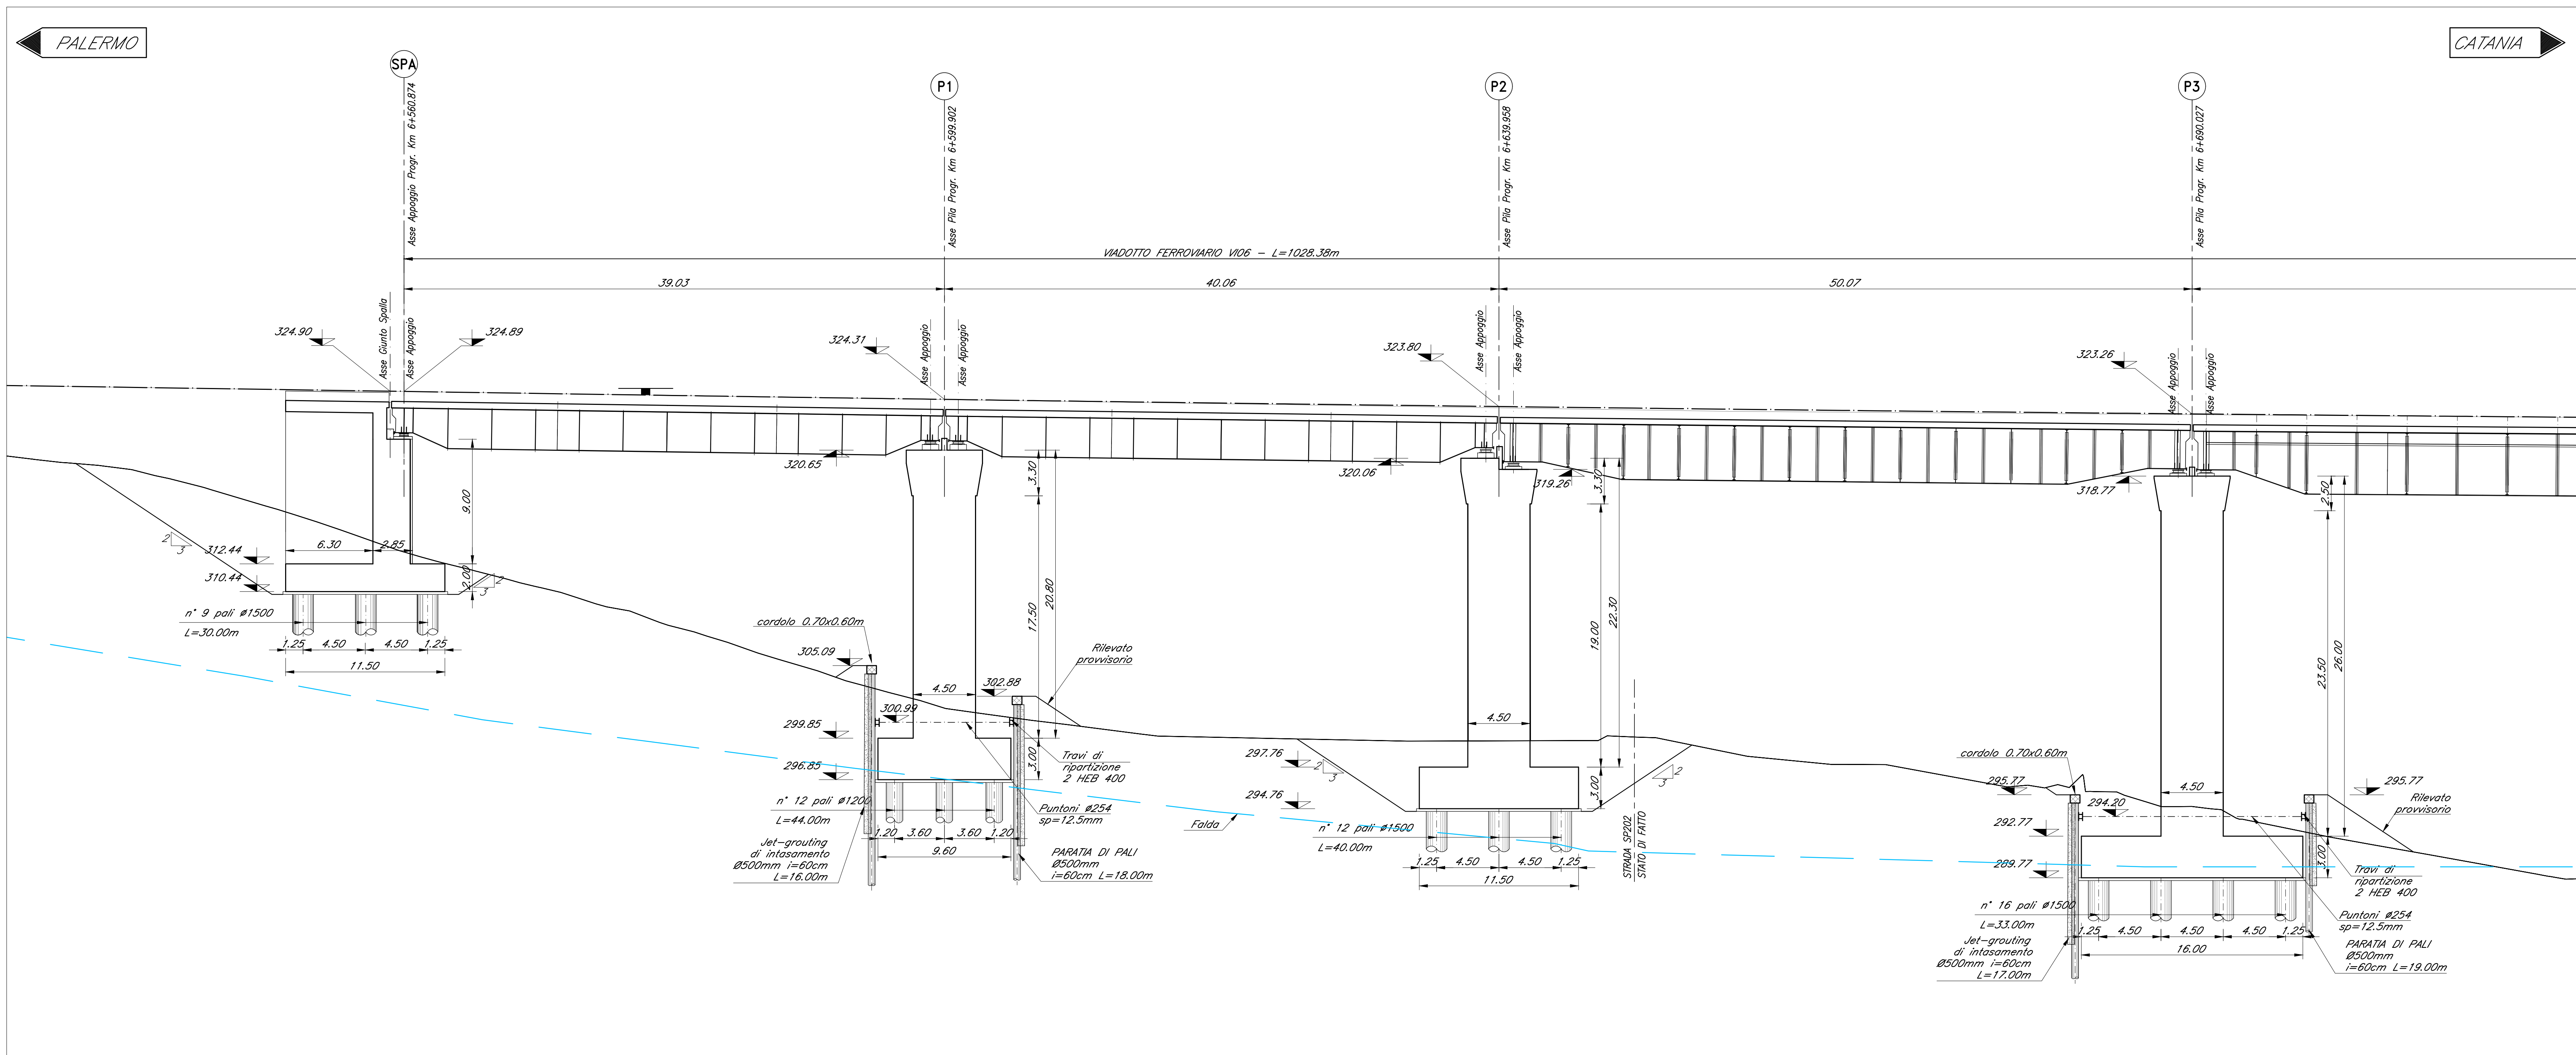 PALERMO
CATANIA
SPA
P1
P2
P3
Asse Appoggio Progr. Km 6+560.874
Asse Pila Progr. Km 6+599.902
Asse Pila Progr. Km 6+639.958
Asse Pila Progr. Km 6+690.027
VIADOTTO FERROVIARIO VI06 - L=1028.38m
39.03
40.06
50.07
324.90
Asse Giunto Spalla
Asse Appoggio
324.89
324.31
Asse Appoggio
Asse Appoggio
323.80
Asse Appoggio
Asse Appoggio
323.26
Asse Appoggio
Asse Appoggio
320.65
320.06
319.26
318.77
9.00
2.00
6.30
2.85
312.44
310.44
2
3
2
3
n° 9 pali ø1500
L=30.00m
1.25
4.50
4.50
1.25
11.50
3.30
17.50
20.80
3.00
cordolo 0.70x0.60m
305.09
Rilevato
provvisorio
4.50
302.88
300.99
299.85
296.85
Travi di
ripartizione
2 HEB 400
n° 12 pali ø1200
L=44.00m
Puntoni ø254
sp=12.5mm
1.20
3.60
3.60
1.20
9.60
Jet-grouting
di intasamento
Ø500mm i=60cm
L=16.00m
PARATIA DI PALI
Ø500mm
i=60cm L=18.00m
Falda
3.30
19.00
22.30
3.00
4.50
297.76
294.76
2
3
2
3
n° 12 pali ø1500
L=40.00m
1.25
4.50
4.50
1.25
11.50
STRADA SP202
STATO DI FATTO
2.50
23.50
26.00
3.00
cordolo 0.70x0.60m
295.77
294.20
4.50
295.77
Rilevato
provvisorio
292.77
289.77
Travi di
ripartizione
2 HEB 400
n° 16 pali ø1500
L=33.00m
Puntoni ø254
sp=12.5mm
1.25
4.50
4.50
4.50
1.25
16.00
Jet-grouting
di intasamento
Ø500mm i=60cm
L=17.00m
PARATIA DI PALI
Ø500mm
i=60cm L=19.00m